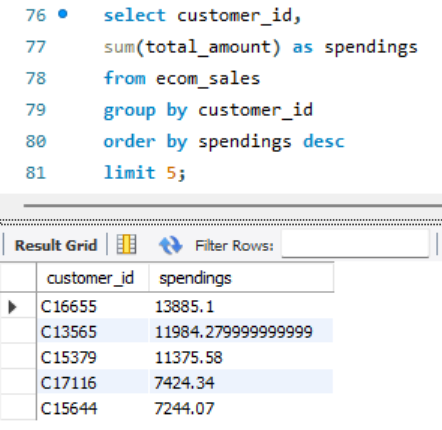 76 select customer_id,
77 sum(total_amount) as spendings
78 from ecom_sales
79 group by customer_id
80 order by spendings desc
81 limit 5;
Result Grid Filter Rows:
customer_id spendings
C16655 13885.1
C13565 11984.279999999999
C15379 11375.58
C17116 7424.34
C15644 7244.07